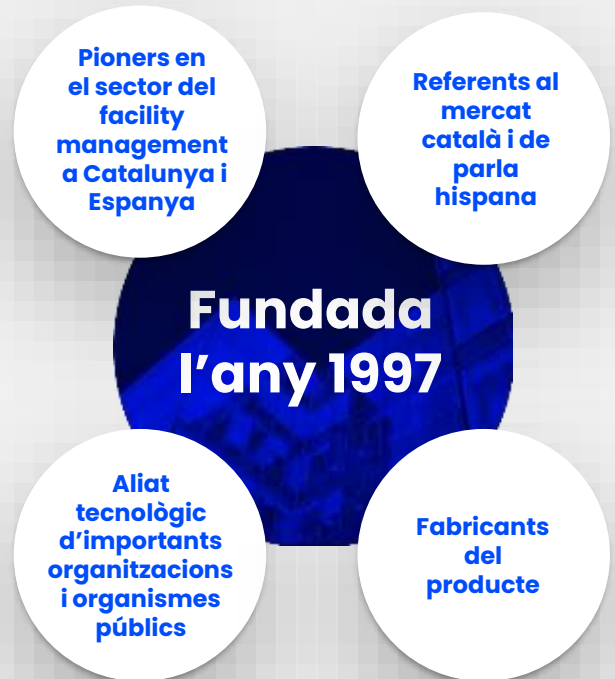 Pioners en
el sector del
facility
management
a Catalunya i
Espanya
Referents al
mercat
català i de
parla
hispana
Fundada
l’any 1997
Aliat
tecnològic
d’importants
organitzacions
i organismes
públics
Fabricants
del
producte